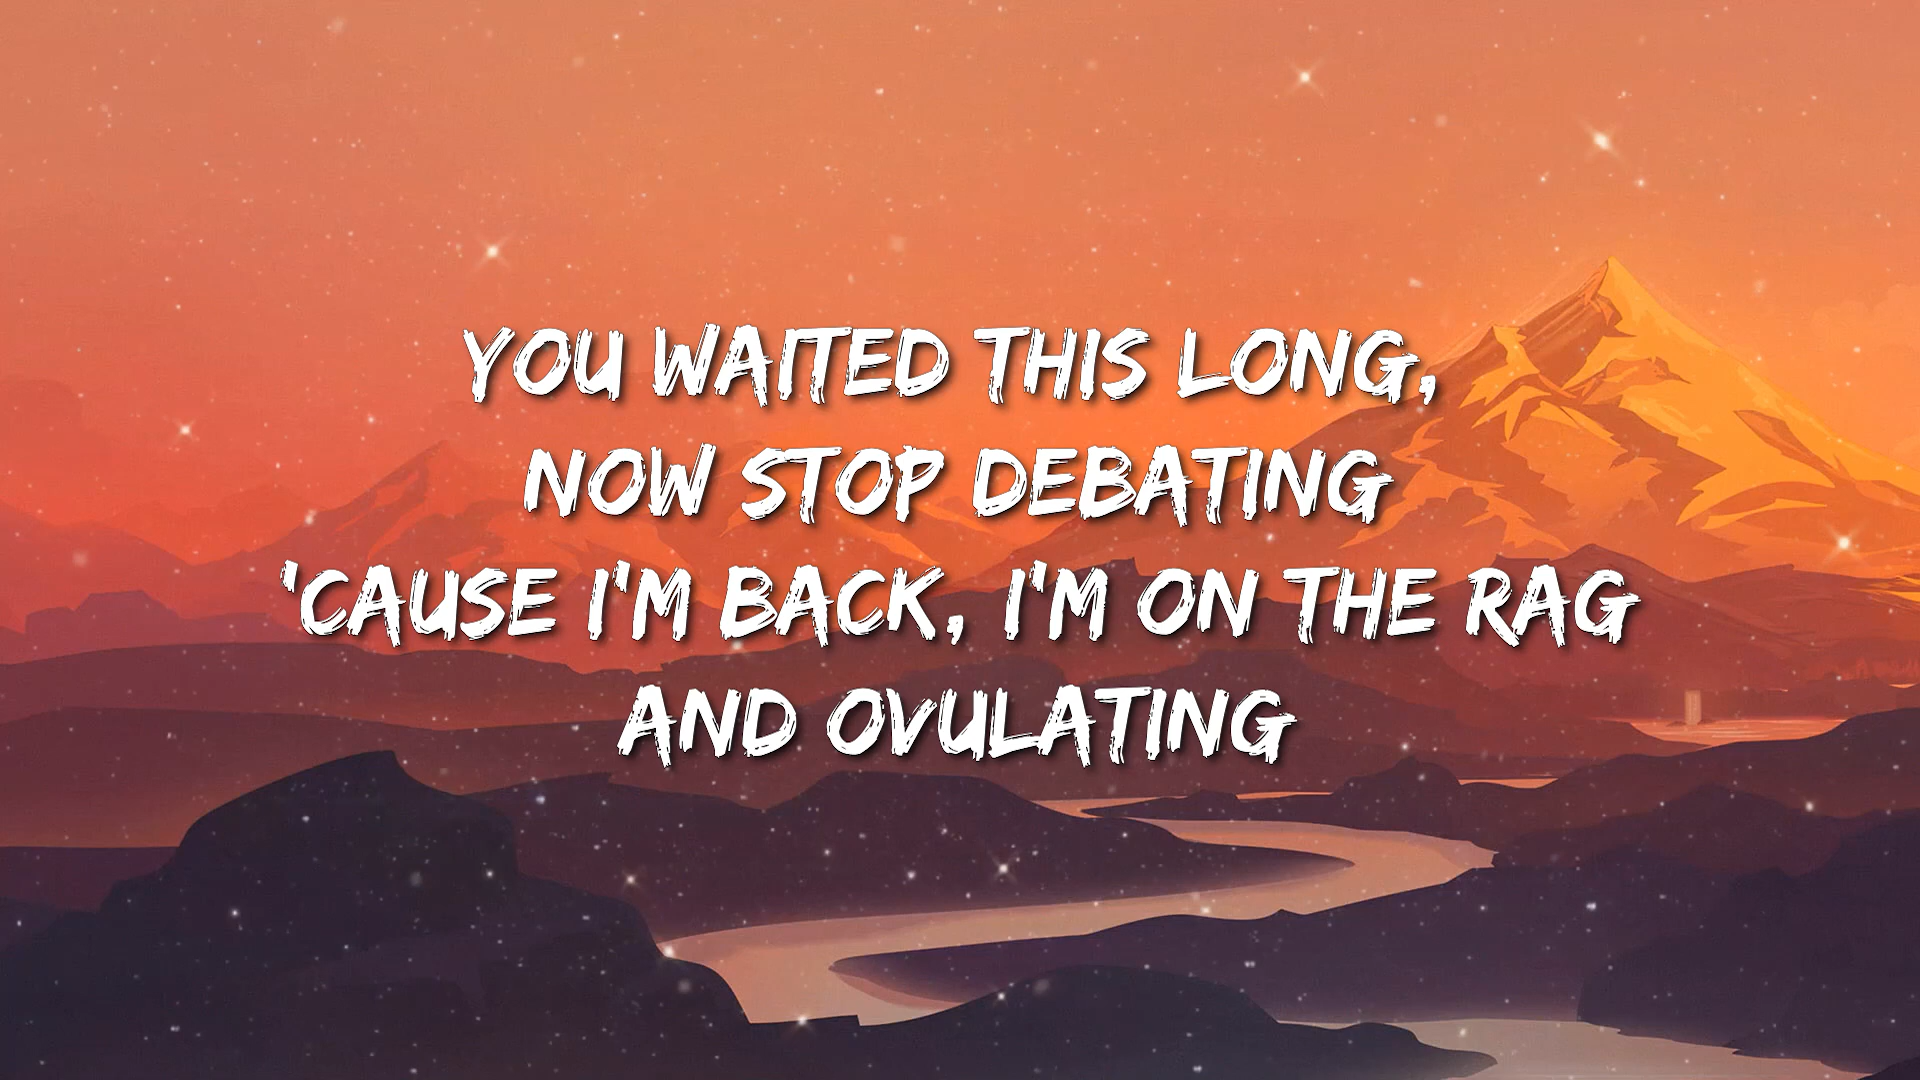 YOU WAITED THIS LONG,
NOW STOP DEBATING
'CAUSE I'M BACK, I'M ON THE RAG
AND OVULATING